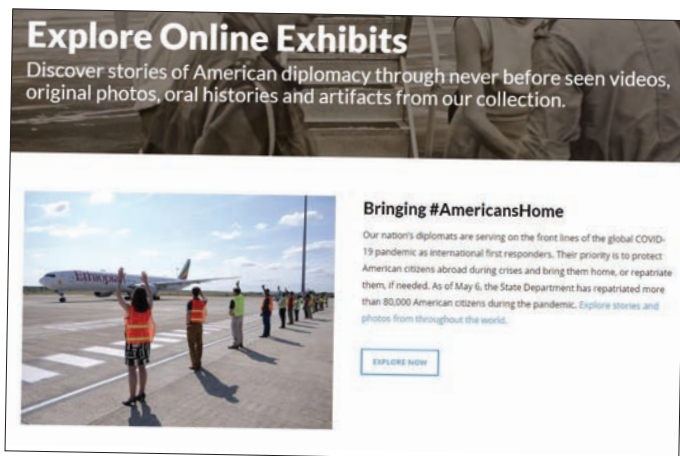 Explore Online Exhibits
Discover stories of American diplomacy through never before seen videos,
original photos, oral histories and artifacts from our collection.
Ethiopian
Bringing #AmericansHome
Our nation's diplomats are serving on the front lines of the global COVID-
19 pandemic as international first responders. Their priority is to protect
American citizens abroad during crises and bring them home, or repatriate
them, if needed. As of May 6, the State Department has repatriated more
than 80,000 American citizens during the pandemic. Explore stories and
photos from throughout the world.
EXPLORE NOW